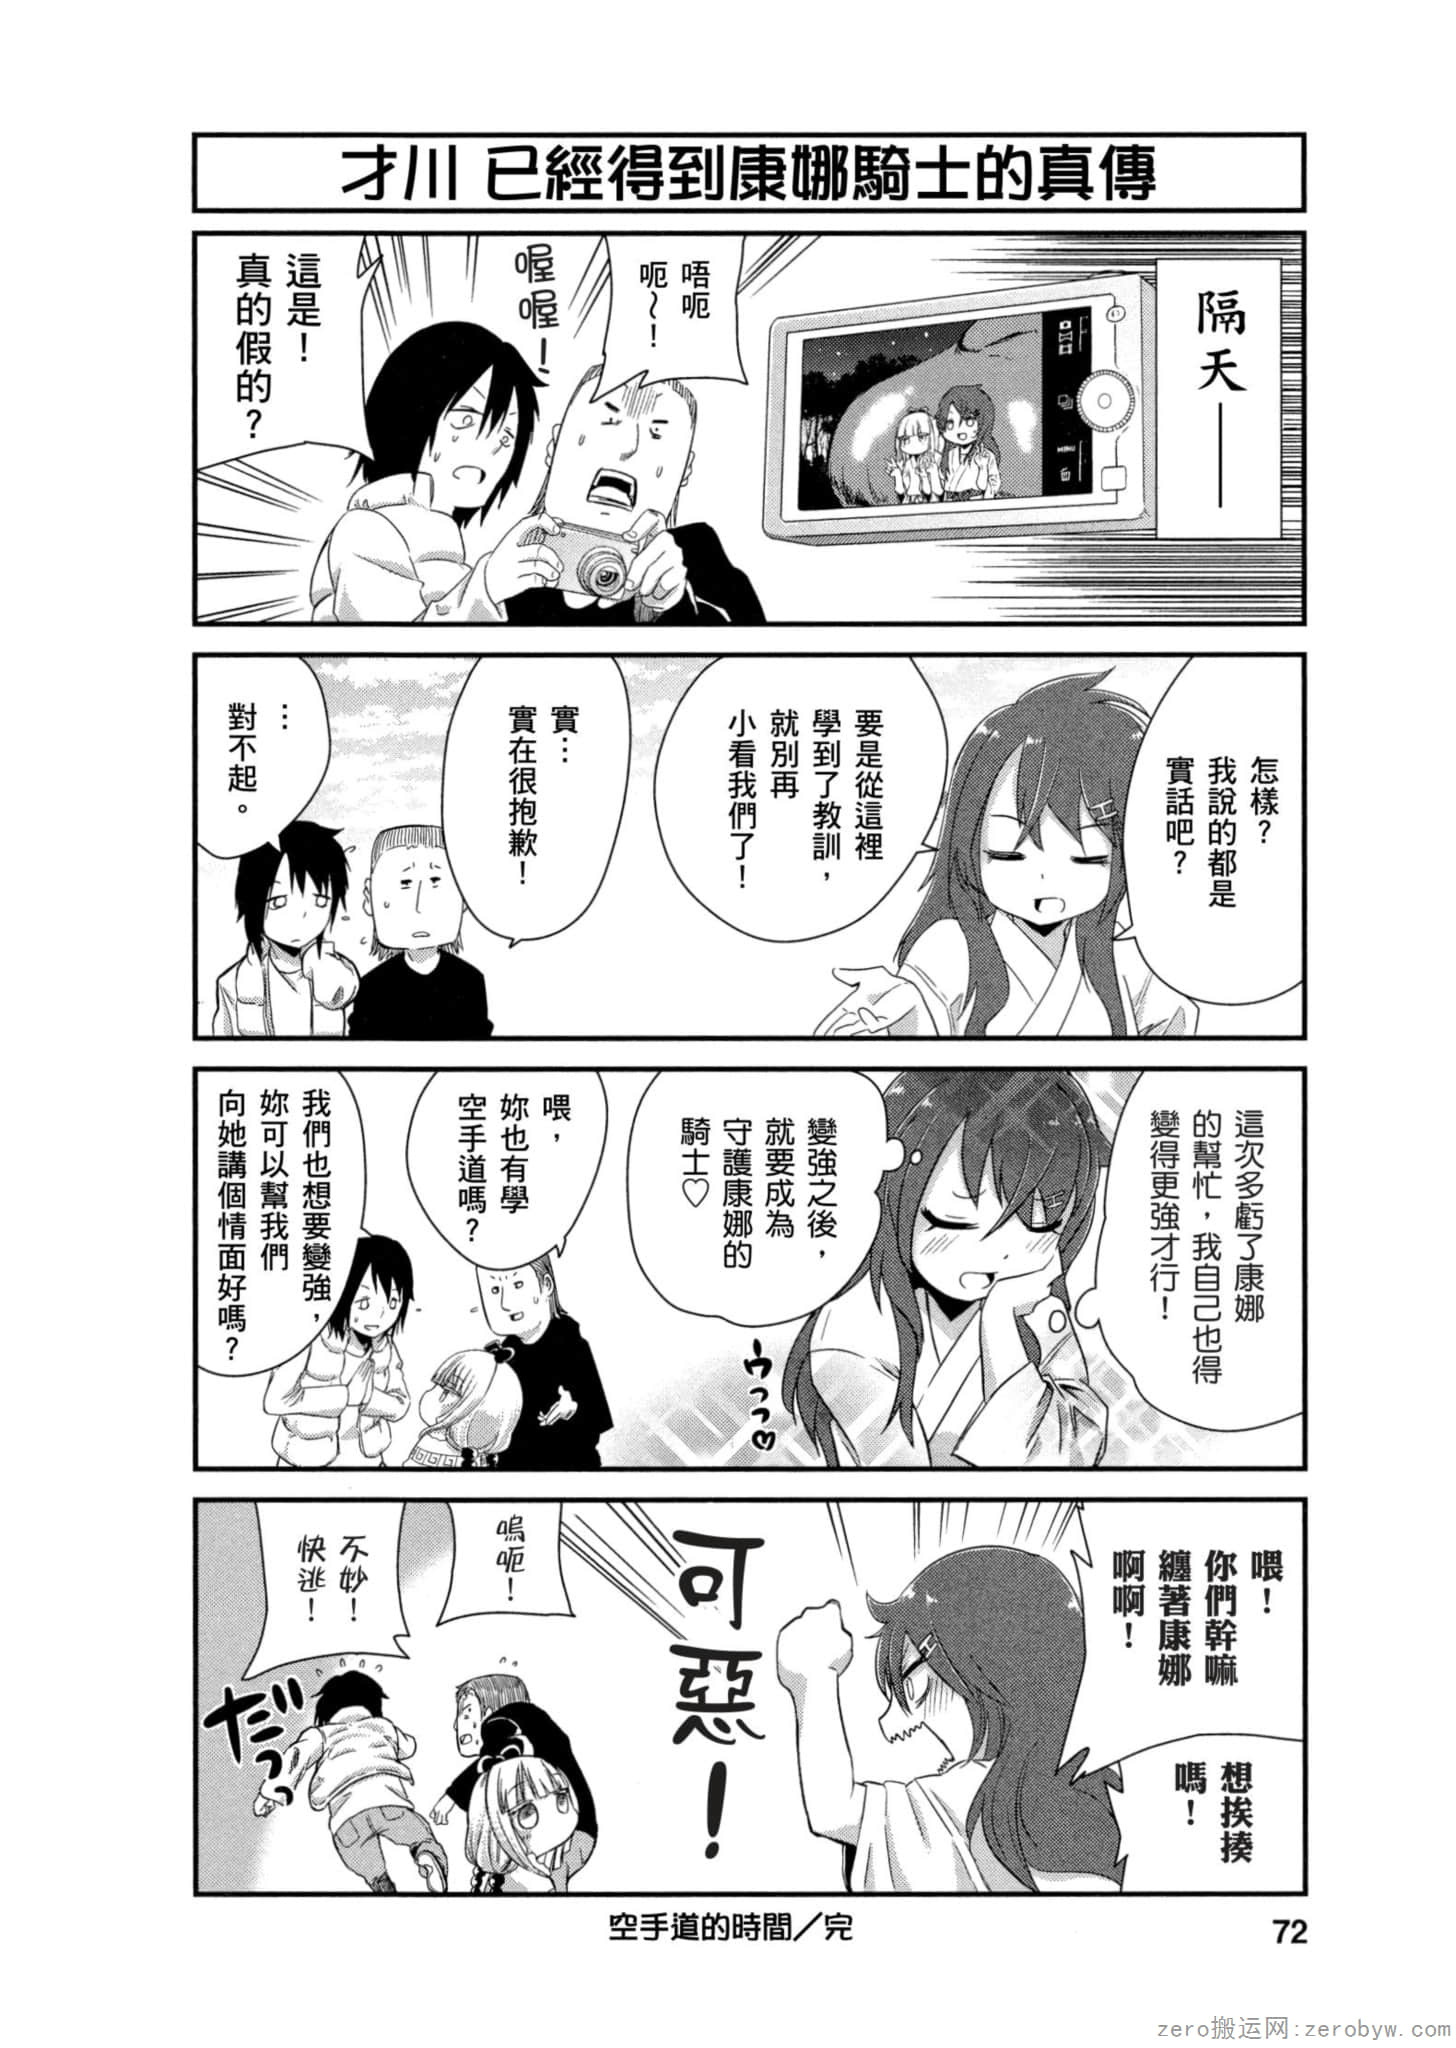 才川 已經得到康娜騎士的真傳
隔天——
MENU
唔呃
呃～！
喔喔！
這是！
真的假的？
怎樣？
我說的都是
實話吧？
要是從這裡
學到了教訓，
就別再
小看我們了！
實…
實在很抱歉！
…
對不起。
這次多虧了康娜
的幫忙，我自己也得
變得更強才行！
變強之後，
就要成為
守護康娜的
騎士♡
ウフフ♡
喂，
妳也有學
空手道嗎？
我們也想要變強，
妳可以幫我們
向她講個情面好嗎？
喂！
你們幹嘛
纏著康娜
啊啊！
想挨揍
嗎！
可惡！
嗚呃！
不妙！
快逃！
だっ
空手道的時間／完
72
zero搬运网:zerobyw.com